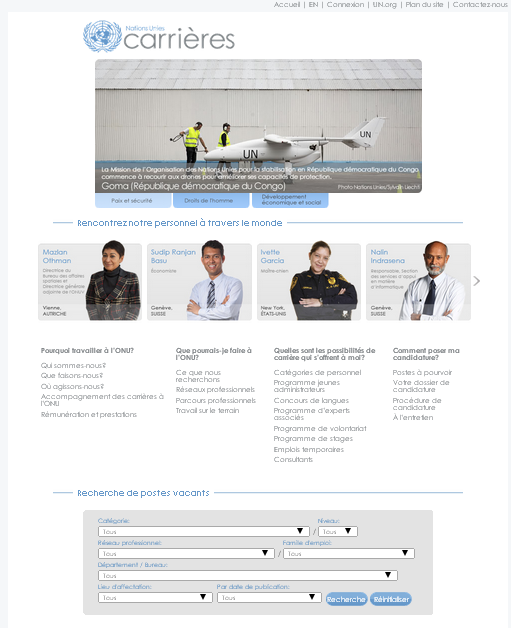 Accueil | EN | Connexion | UN.org | Plan du site | Contactez-nous
Nations Unies
carrières
UN
UN
La Mission de l'Organisation des Nations Unies pour la stabilisation en République démocratique du Congo
commence à recourir aux drones pour améliorer ses capacités de protection.
Goma (République démocratique du Congo)
Photo Nations Unies/Sylvain Liechti
Paix et sécurité
Droits de l'homme
Développement
économique et social
Rencontrez notre personnel à travers le monde
Mazlan
Othman
Directrice du
Bureau des affaires
spatiales et
Directrice générale
adjointe de l'ONUV
Vienne,
AUTRICHE
Sudip Ranjan
Basu
Économiste
Genève,
SUISSE
Ivette
García
Maître-chien
New York,
ÉTATS-UNIS
Nalin
Indrasena
Responsable, Section
des services d'appui
en matière
d'informatique
Genève,
SUISSE
Pourquoi travailler à l'ONU?
Qui sommes-nous?
Que faisons-nous?
Où agissons-nous?
Accompagnement des carrières à
l'ONU
Rémunération et prestations
Que pourrais-je faire à
l'ONU?
Ce que nous
recherchons
Réseaux professionnels
Parcours professionnels
Travail sur le terrain
Quelles sont les possibilités de
carrière qui s'offrent à moi?
Catégories de personnel
Programme jeunes
administrateurs
Concours de langues
Programme d'experts
associés
Programme de volontariat
Programme de stages
Emplois temporaires
Consultants
Comment poser ma
candidature?
Postes à pourvoir
Votre dossier de
candidature
Procédure de
candidature
À l'entretien
Recherche de postes vacants
Catégorie:
Niveau:
Tous
/ Tous
Réseau professionnel:
Famille d'emploi:
Tous
/ Tous
Département / Bureau:
Tous
Lieu d'affectation:
Par date de publication:
Tous
Tous
Recherche
Réinitialiser